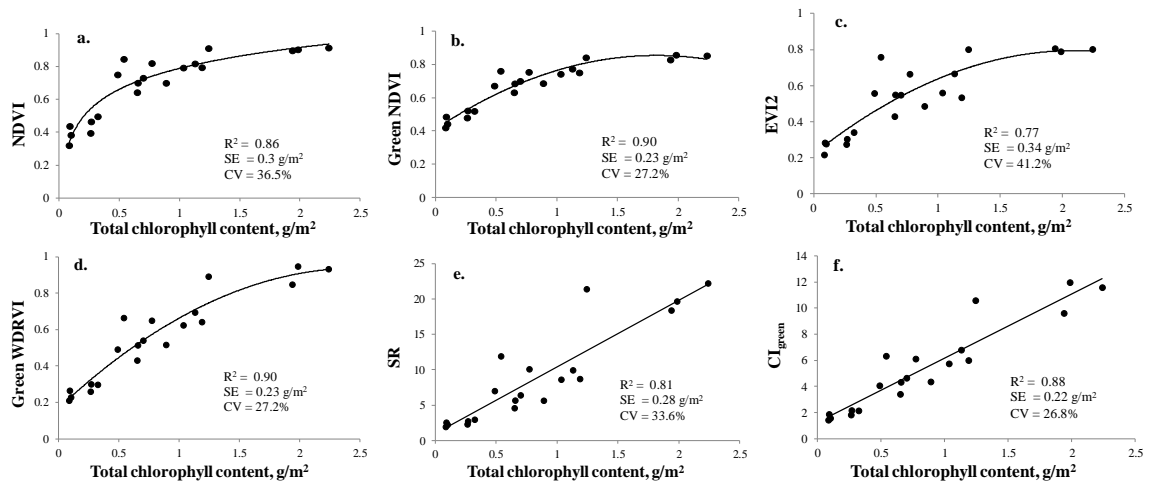 a.
1
0.8
0.6
0.4
0.2
0
NDVI
R² = 0.86
SE = 0.3 g/m²
CV = 36.5%
0 0.5 1 1.5 2 2.5
Total chlorophyll content, g/m²
b.
1
0.8
0.6
0.4
0.2
0
Green NDVI
R² = 0.90
SE = 0.23 g/m²
CV = 27.2%
0 0.5 1 1.5 2 2.5
Total chlorophyll content, g/m²
c.
1
0.8
0.6
0.4
0.2
0
EVI2
R² = 0.77
SE = 0.34 g/m²
CV = 41.2%
0 0.5 1 1.5 2 2.5
Total chlorophyll content, g/m²
d.
1
0.8
0.6
0.4
0.2
0
Green WDRVI
R² = 0.90
SE = 0.23 g/m²
CV = 27.2%
0 0.5 1 1.5 2 2.5
Total chlorophyll content, g/m²
e.
25
20
15
10
5
0
SR
R² = 0.81
SE = 0.28 g/m²
CV = 33.6%
0 0.5 1 1.5 2 2.5
Total chlorophyll content, g/m²
f.
14
12
10
8
6
4
2
0
CIgreen
R² = 0.88
SE = 0.22 g/m²
CV = 26.8%
0 0.5 1 1.5 2 2.5
Total chlorophyll content, g/m²